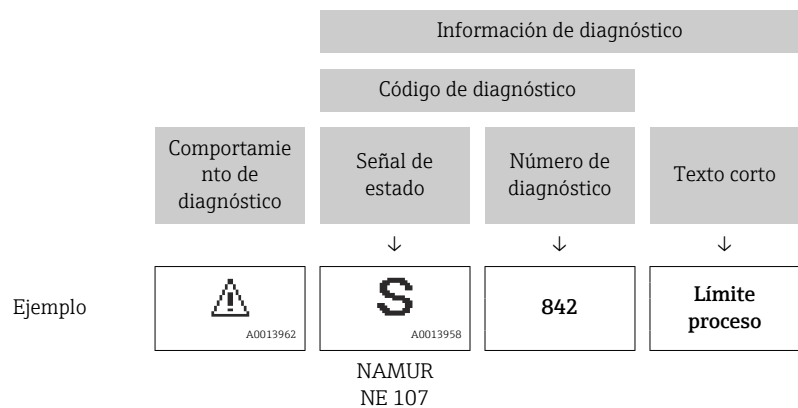 Información de diagnóstico
Código de diagnóstico
Comportamie
nto de
diagnóstico
Señal de
estado
Número de
diagnóstico
Texto corto
↓ ↓ ↓
Ejemplo
A0013962
S
A0013958
842
Límite
proceso
NAMUR
NE 107